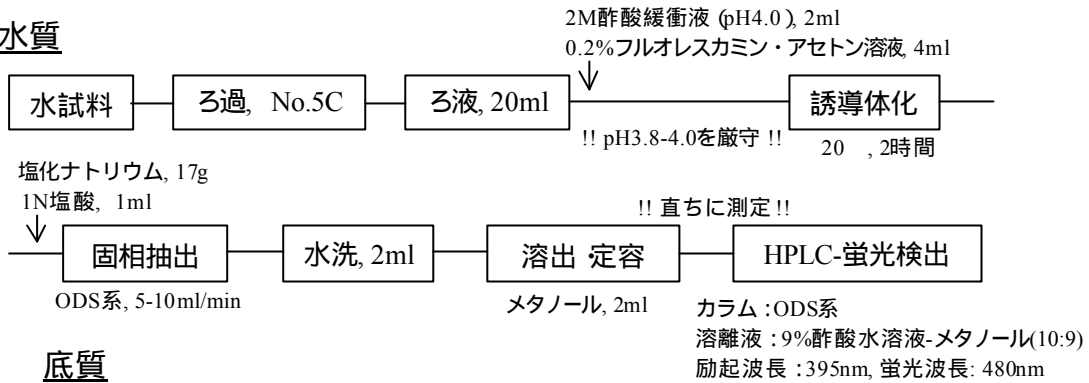 水質
2M酢酸緩衝液 (pH4.0 ), 2ml
0.2%フルオレスカミン・アセトン溶液, 4ml
水試料
ろ過, No.5C
ろ液, 20ml
誘導体化
!! pH3.8-4.0を厳守 !!
20 , 2時間
塩化ナトリウム, 17g
1N塩酸, 1ml
!! 直ちに測定 !!
固相抽出
水洗, 2ml
溶出・定容
HPLC-蛍光検出
ODS系, 5-10ml/min
メタノール, 2ml
カラム : ODS系
溶離液 : 9%酢酸水溶液-メタノール(10:9)
励起波長 : 395nm, 蛍光波長: 480nm
底質